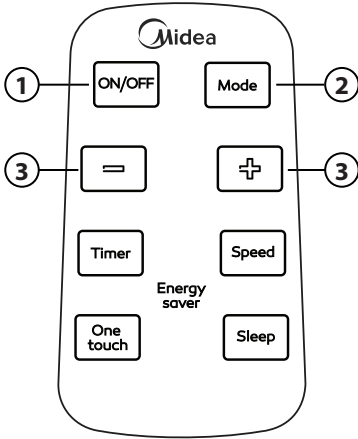 Midea
1 ON/OFF Mode 2
3 − + 3
Timer Speed
Energy
saver
One
touch
Sleep